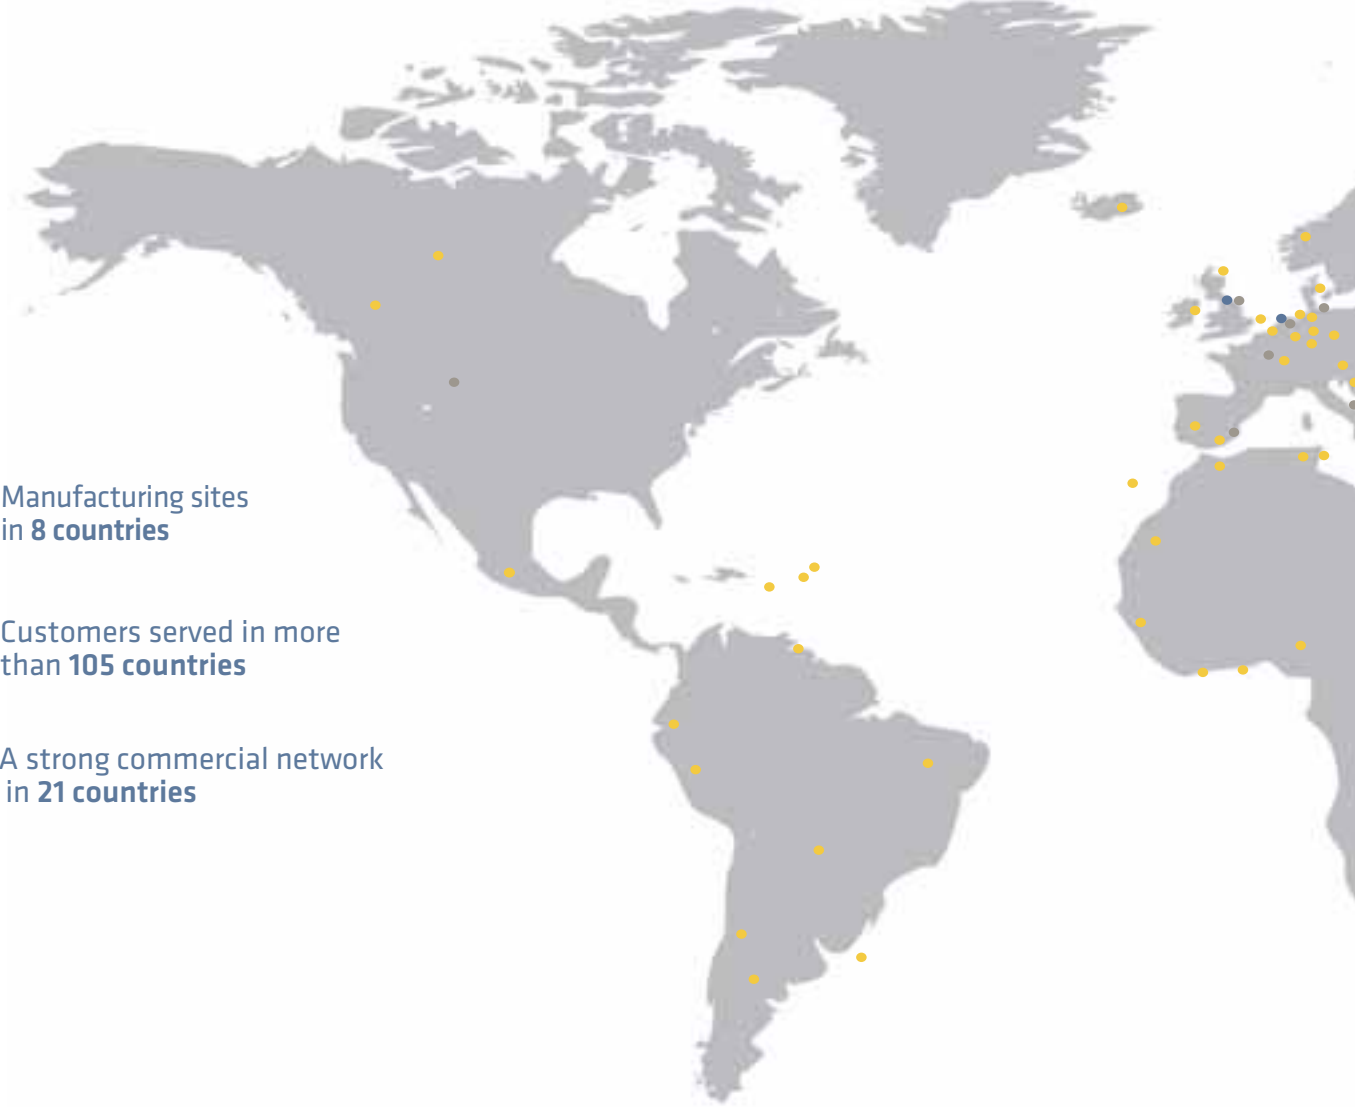 Manufacturing sites
in 8 countries
Customers served in more
than 105 countries
A strong commercial network
in 21 countries